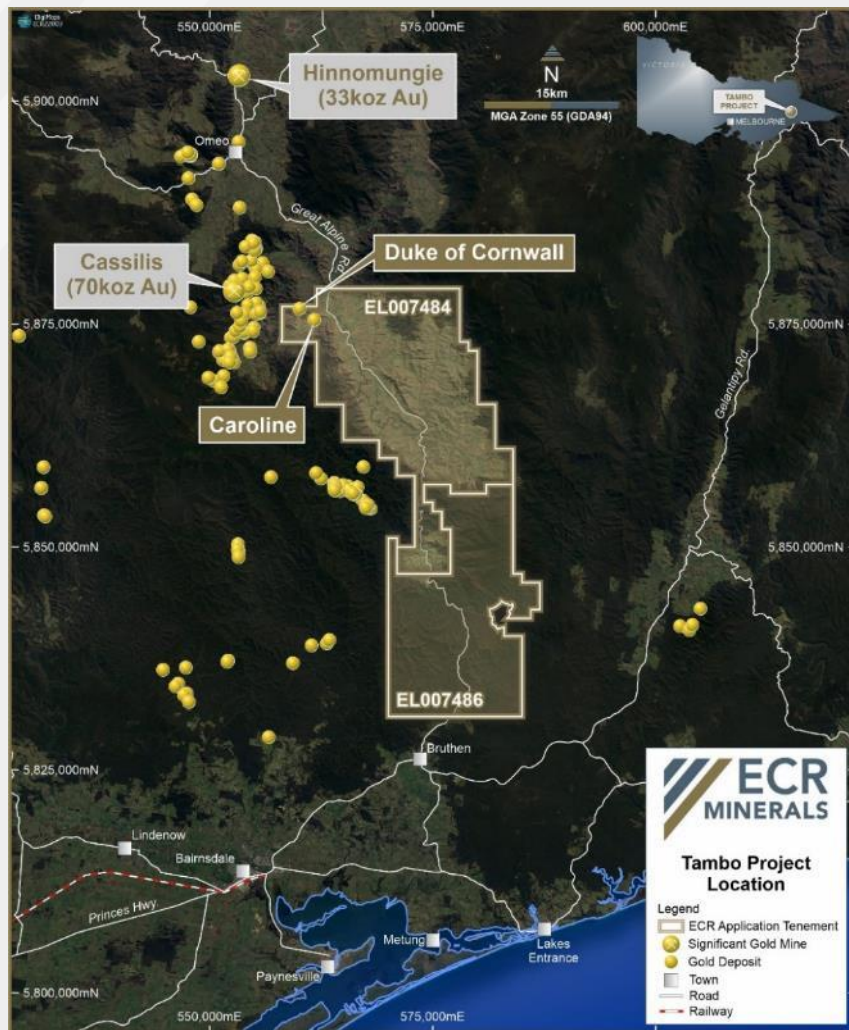 550,000mE
575,000mE
600,000mE
Hinnomungie
(33koz Au)
N
15km
MGA Zone 55 (GDA94)
VICTORIA
TAMBO
PROJECT
MELBOURNE
5,900,000mN
Omeo
Great Alpine Rd.
Cassilis
(70koz Au)
Duke of Cornwall
EL007484
5,875,000mN
5,875,000mN
Caroline
Gelantipy Rd.
5,850,000mN
5,850,000mN
EL007486
Bruthen
5,825,000mN
Lindenow
Bairnsdale
Princes Hwy.
Metung
Lakes
Entrance
Paynesville
5,800,000mN
550,000mE
575,000mE
ECR
MINERALS
Tambo Project
Location
Legend
ECR Application Tenement
Significant Gold Mine
Gold Deposit
Town
Road
Railway